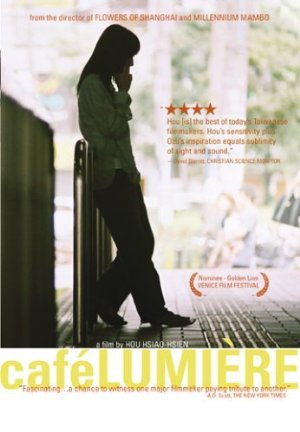 from the director of FLOWERS OF SHANGHAI and MILLENNIUM MAMBO
★★★★
Hou [is] the best of today's Taiwanese
filmmakers. Hou's sensitivity plus
Ozu's inspiration equals sublimity
of sight and sound."
—David Sterritt, CHRISTIAN SCIENCE MONITOR
Nominee - Golden Lion
VENICE FILM FESTIVAL
a film by HOU HSIAO-HSIEN
caféLUMIÈRE
"Fascinating...a chance to witness one major filmmaker paying tribute to another."
-A.O. Scott, THE NEW YORK TIMES